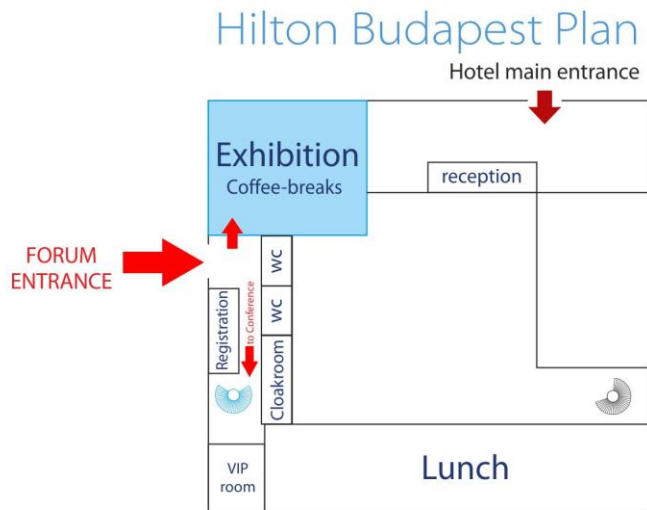 Hilton Budapest Plan
Hotel main entrance
Exhibition
Coffee-breaks
reception
FORUM
ENTRANCE
WC
to Conference
Registration
WC
Cloakroom
VIP
room
Lunch